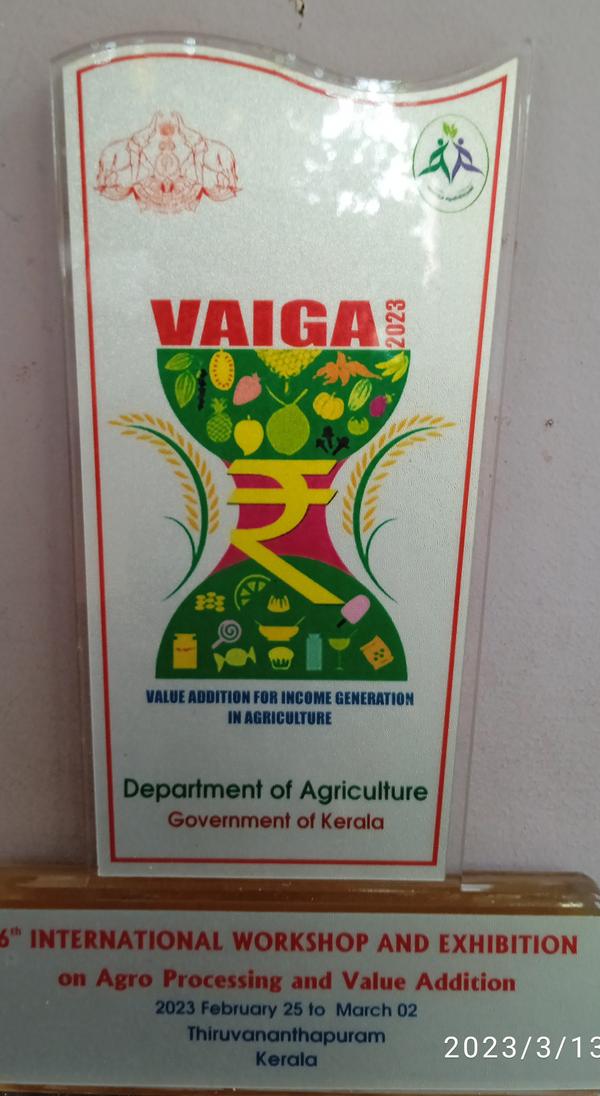 VAIGA 2023
₹
VALUE ADDITION FOR INCOME GENERATION
IN AGRICULTURE
Department of Agriculture
Government of Kerala
6th INTERNATIONAL WORKSHOP AND EXHIBITION
on Agro Processing and Value Addition
2023 February 25 to March 02
Thiruvananthapuram
Kerala
2023/3/13